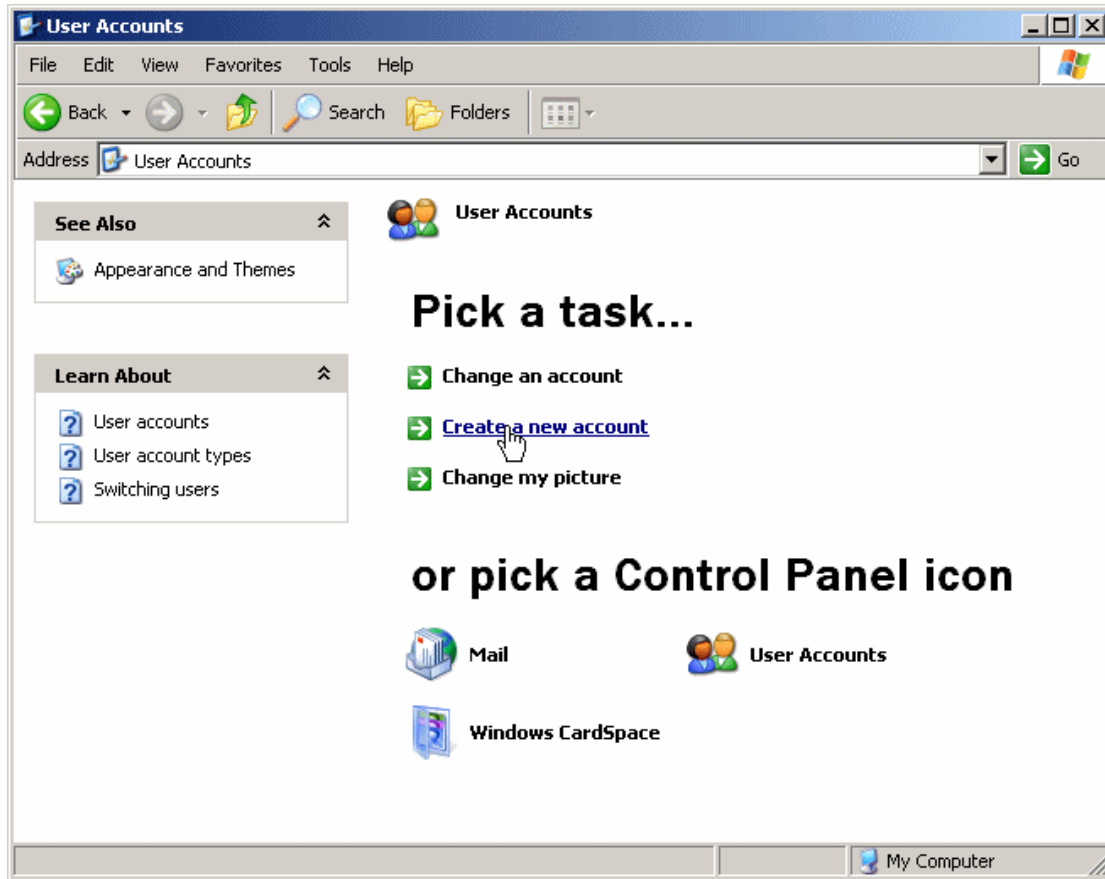 User Accounts
File Edit View Favorites Tools Help
Back Search Folders
Address User Accounts Go
See Also
Appearance and Themes
Learn About
User accounts
User account types
Switching users
User Accounts
Pick a task...
Change an account
Create a new account
Change my picture
or pick a Control Panel icon
Mail User Accounts
Windows CardSpace
My Computer